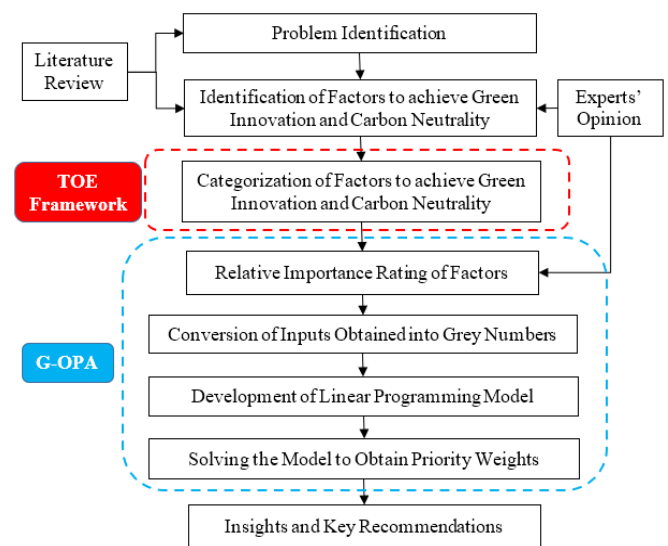 Problem Identification
Literature
Review
Identification of Factors to achieve Green
Innovation and Carbon Neutrality
Experts’
Opinion
TOE
Framework
Categorization of Factors to achieve Green
Innovation and Carbon Neutrality
Relative Importance Rating of Factors
Conversion of Inputs Obtained into Grey Numbers
G-OPA
Development of Linear Programming Model
Solving the Model to Obtain Priority Weights
Insights and Key Recommendations